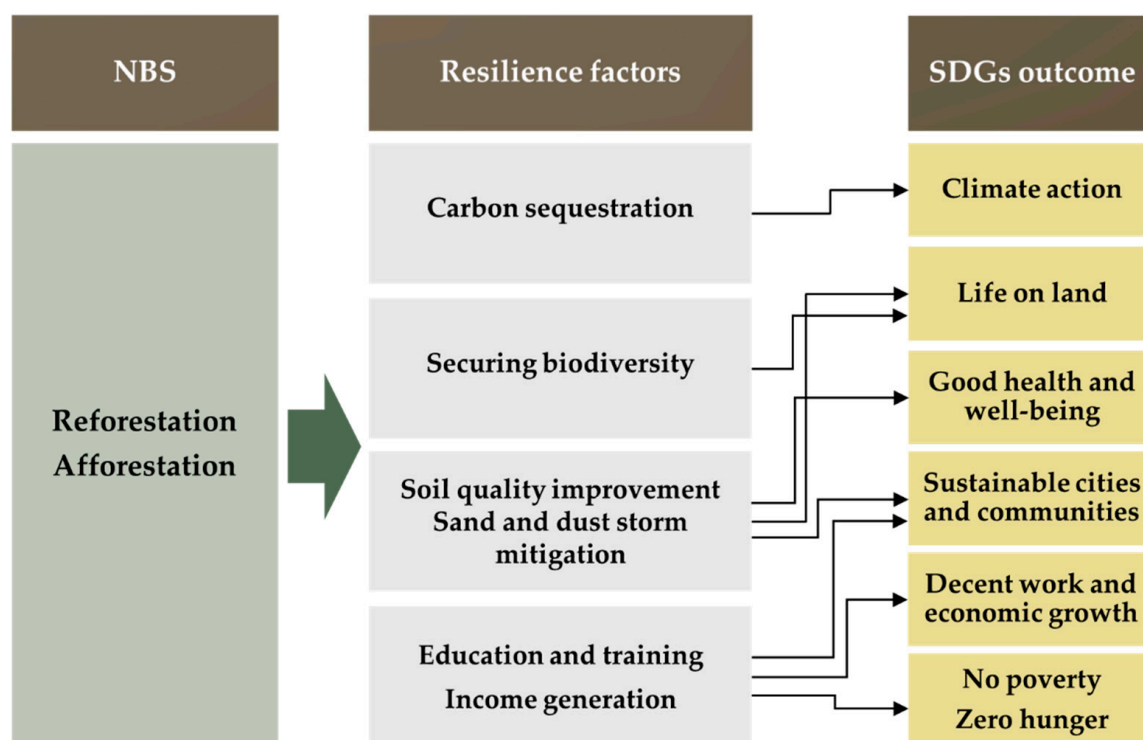 NBS
Resilience factors
SDGs outcome
Reforestation
Afforestation
Carbon sequestration
Securing biodiversity
Soil quality improvement
Sand and dust storm
mitigation
Education and training
Income generation
Climate action
Life on land
Good health and
well-being
Sustainable cities
and communities
Decent work and
economic growth
No poverty
Zero hunger